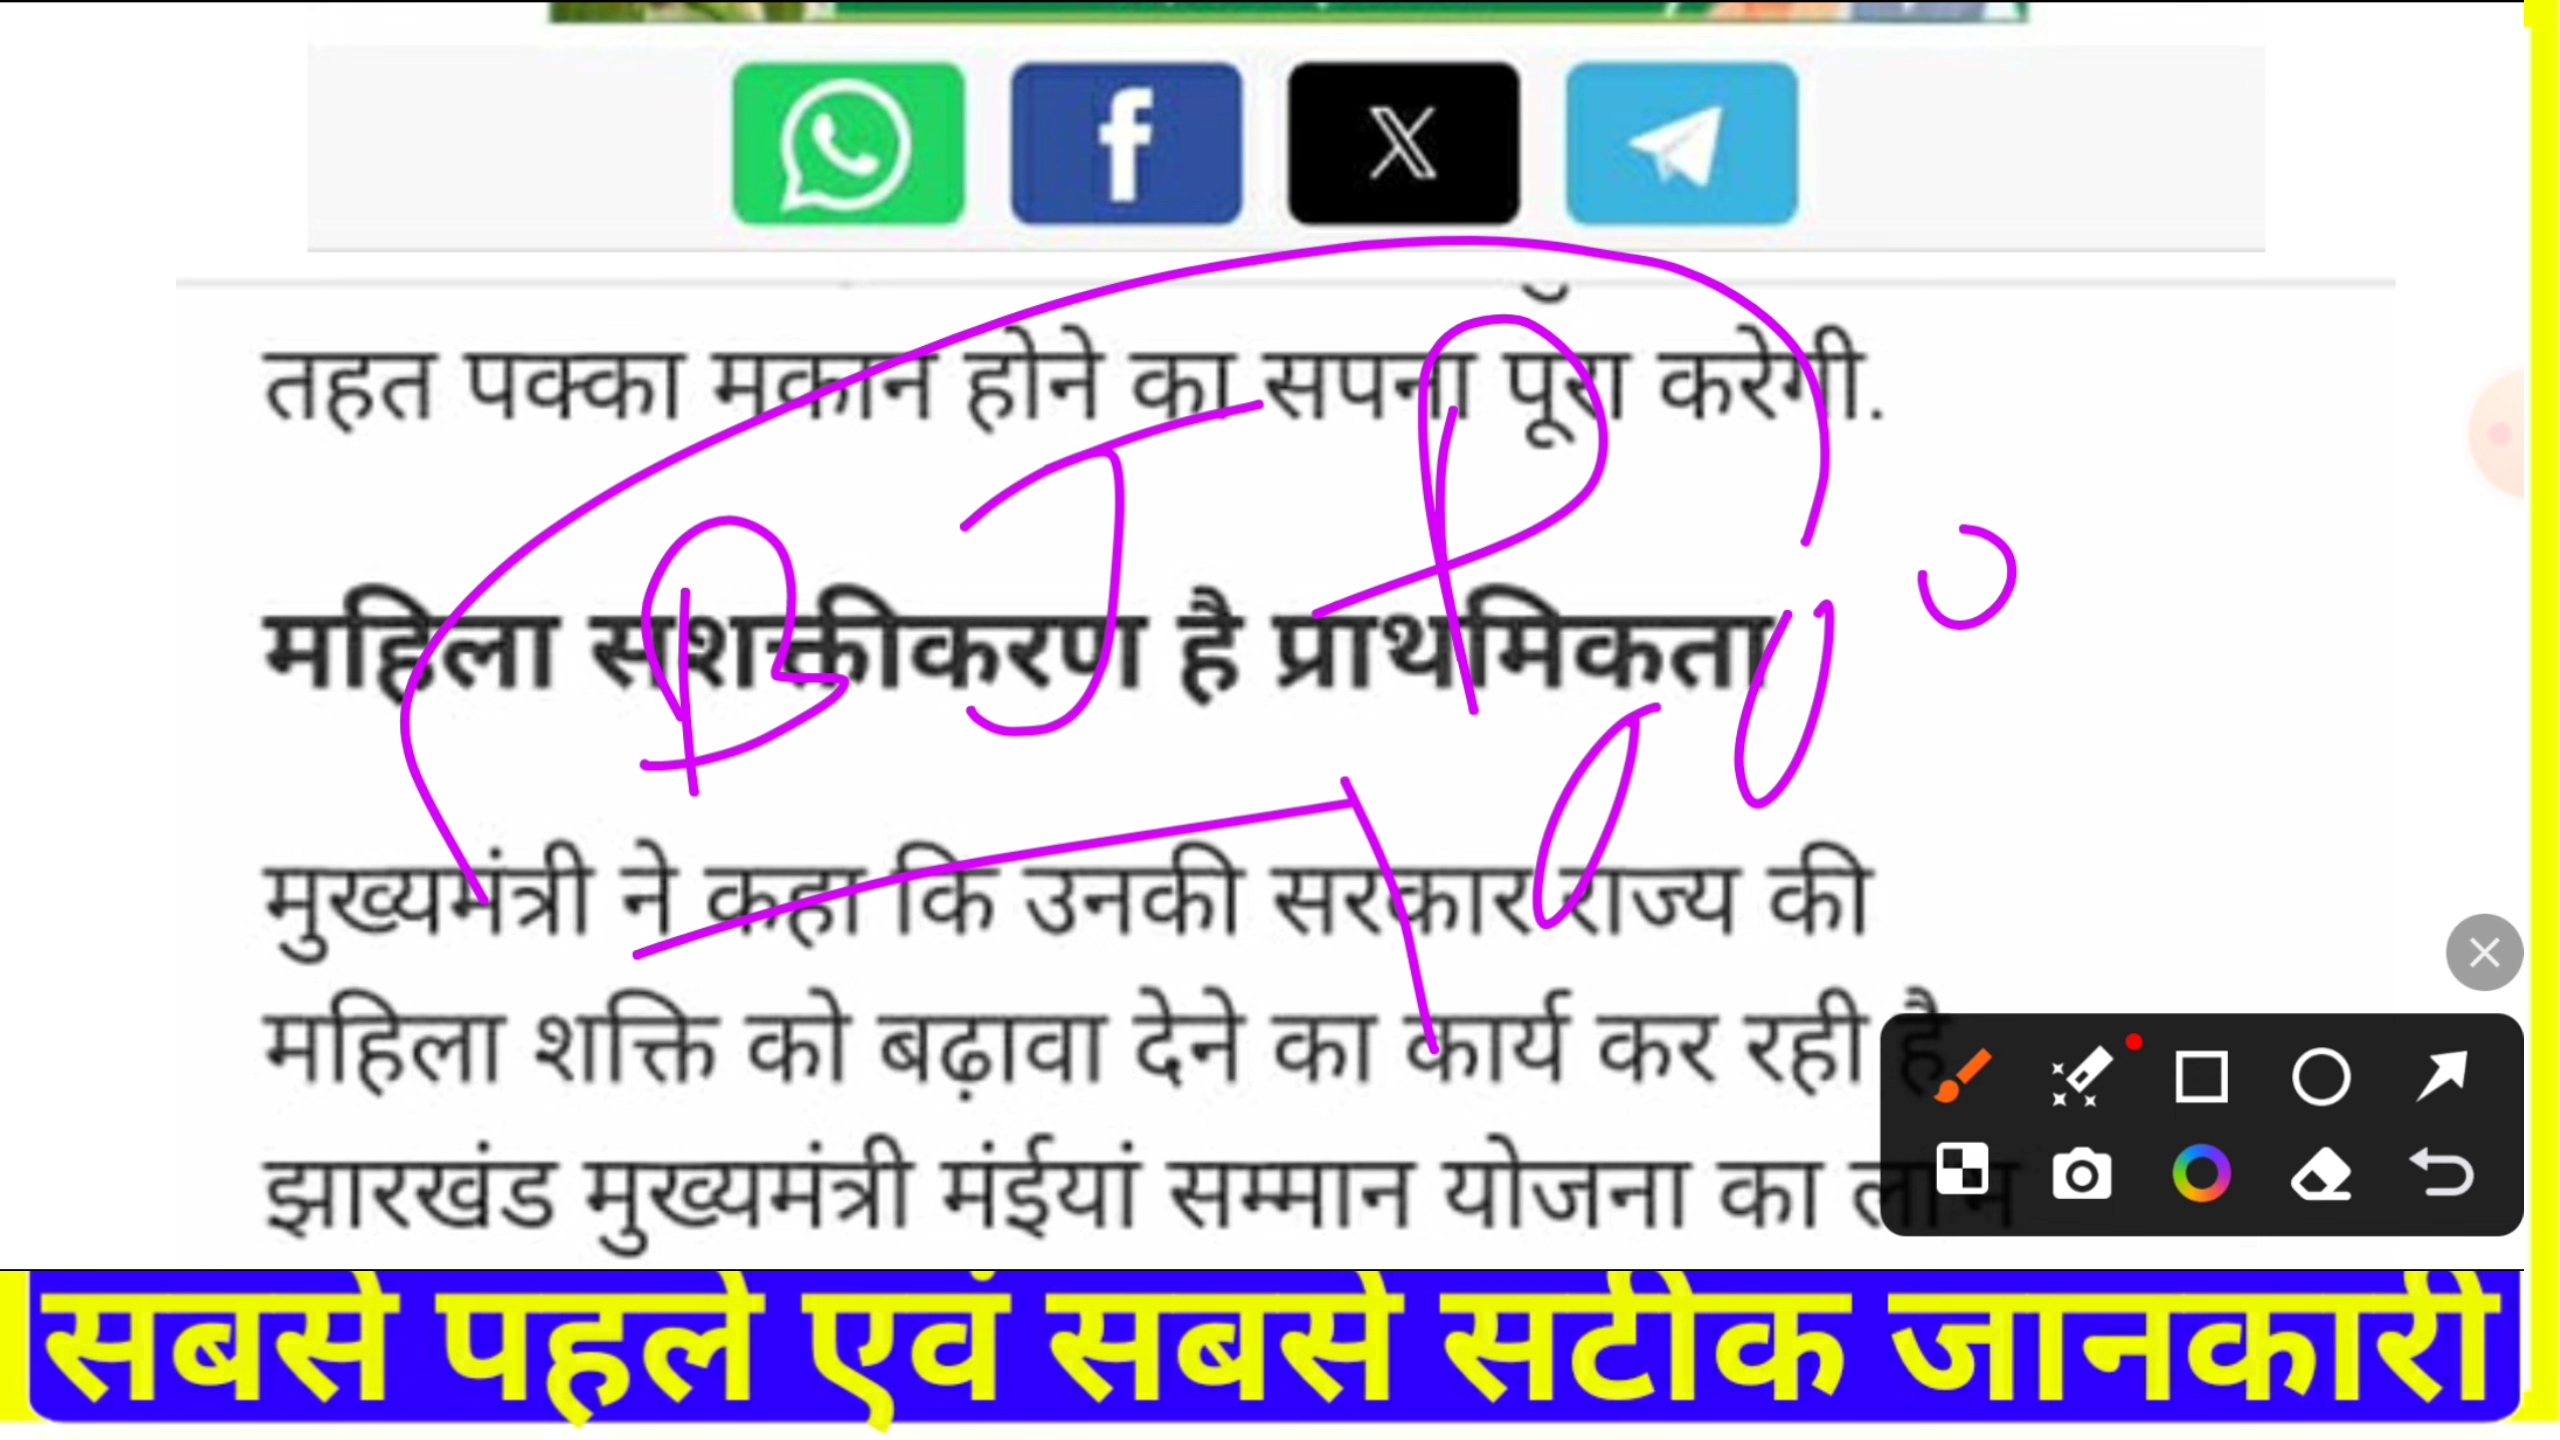 तहत पक्का मकान होने का सपना पूरा करेगी.
महिला सशक्तीकरण है प्राथमिकता
BJP
मुख्यमंत्री ने कहा कि उनकी सरकार राज्य की
महिला शक्ति को बढ़ावा देने का कार्य कर रही है
झारखंड मुख्यमंत्री मंईयां सम्मान योजना का लाभ
सबसे पहले एवं सबसे सटीक जानकारी